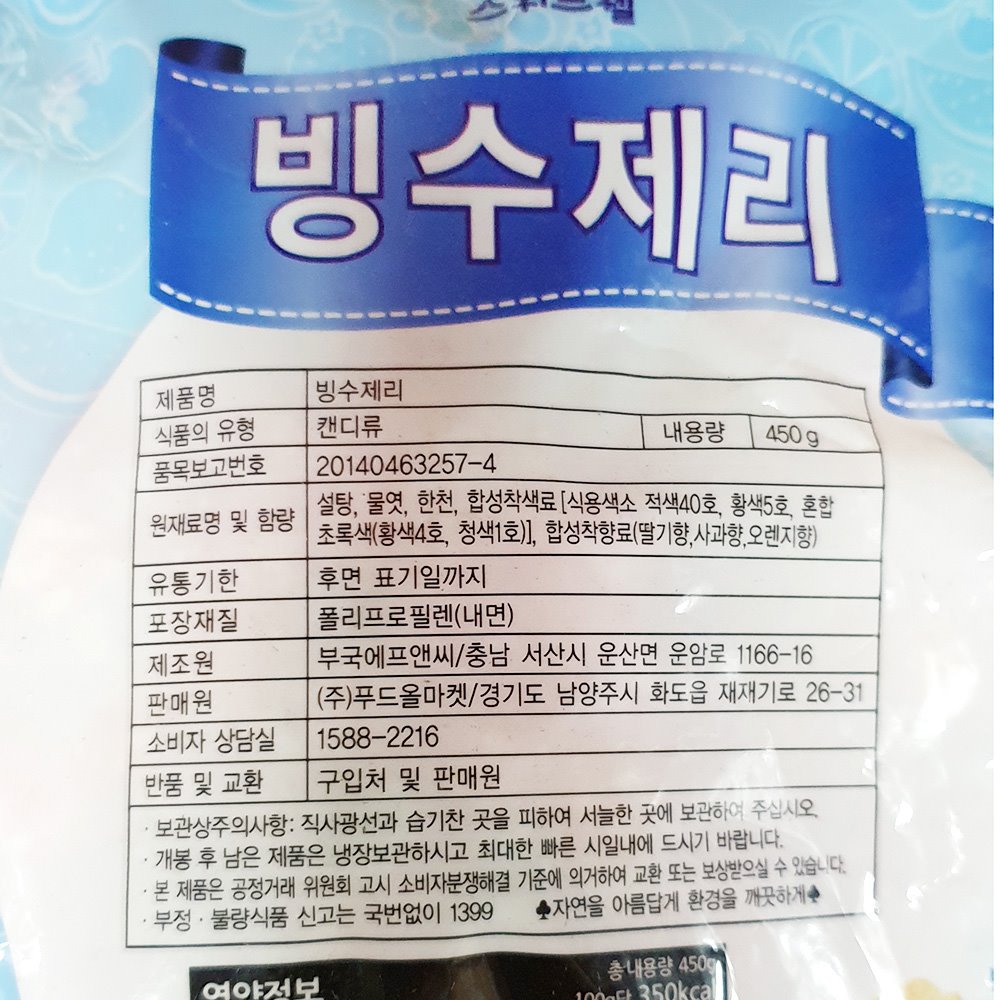 빙수제리
제품명 빙수제리
식품의 유형 캔디류 내용량 450g
품목보고번호 20140463257-4
원재료명 및 함량 설탕, 물엿, 한천, 합성착색료 [식용색소 적색40호, 황색5호, 혼합
초록색(황색4호, 청색1호)], 합성착향료(딸기향,사과향,오렌지향)
유통기한 후면 표기일까지
포장재질 폴리프로필렌(내면)
제조원 부국에프앤씨/충남 서산시 운산면 운암로 1166-16
판매원 (주)푸드올마켓/경기도 남양주시 화도읍 재재기로 26-31
소비자 상담실 1588-2216
반품 및 교환 구입처 및 판매원
· 보관상주의사항: 직사광선과 습기찬 곳을 피하여 서늘한 곳에 보관하여 주십시오.
· 개봉 후 남은 제품은 냉장보관하시고 최대한 빠른 시일내에 드시기 바랍니다.
· 본 제품은 공정거래 위원회 고시 소비자분쟁해결 기준에 의거하여 교환 또는 보상받으실 수 있습니다.
· 부정 · 불량식품 신고는 국번없이 1399 ♠자연을 아름답게 환경을 깨끗하게♠
영양정보 총 내용량 450g
100g당 350kcal